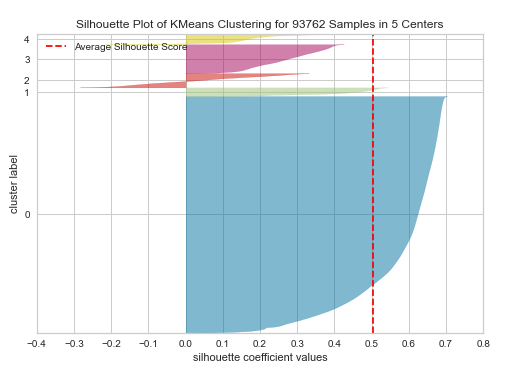 Silhouette Plot of KMeans Clustering for 93762 Samples in 5 Centers
Average Silhouette Score
cluster label
4
3
2
1
0
-0.4 -0.3 -0.2 -0.1 0.0 0.1 0.2 0.3 0.4 0.5 0.6 0.7 0.8
silhouette coefficient values